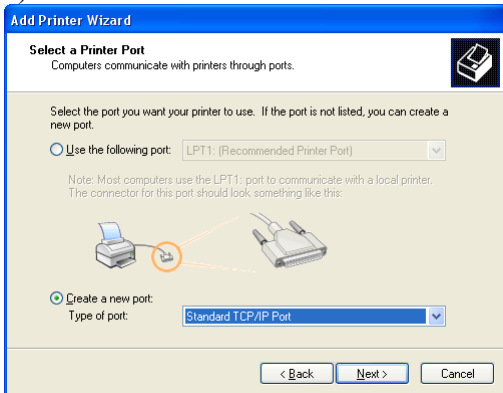 Add Printer Wizard
Select a Printer Port
Computers communicate with printers through ports.
Select the port you want your printer to use. If the port is not listed, you can create a
new port.
Use the following port: LPT1: (Recommended Printer Port)
Note: Most computers use the LPT1: port to communicate with a local printer.
The connector for this port should look something like this:
Create a new port:
Type of port: Standard TCP/IP Port
< Back Next > Cancel